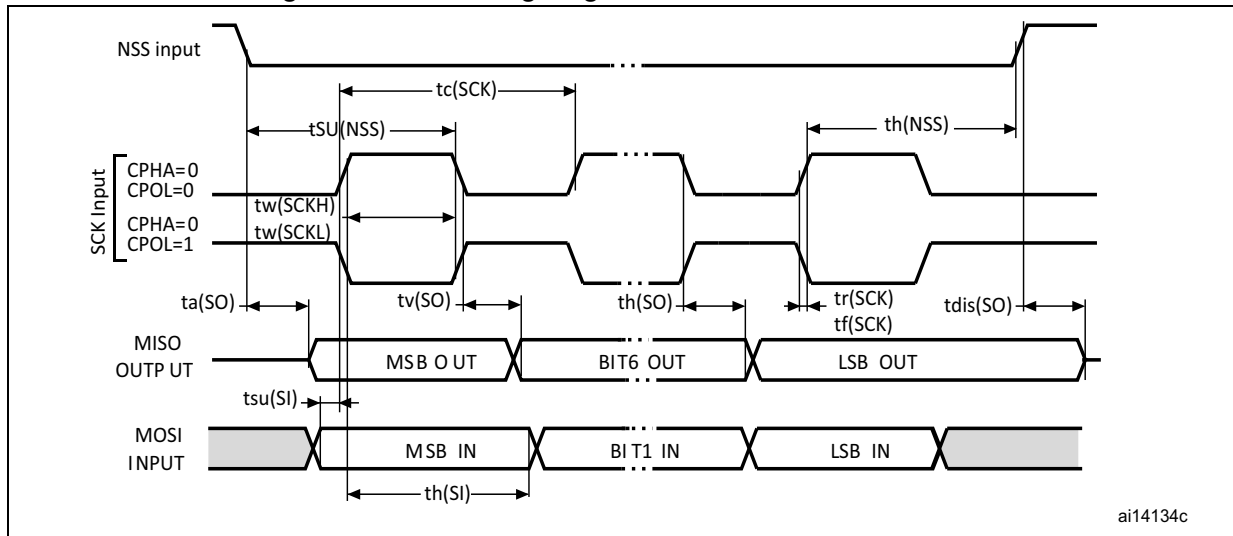 NSS input
tc(SCK)
tSU(NSS)
th(NSS)
SCK Input
CPHA=0
CPOL=0
tw(SCKH)
CPHA=0
CPOL=1
tw(SCKL)
ta(SO)
tv(SO)
th(SO)
tr(SCK)
tf(SCK)
tdis(SO)
MISO
OUTPUT
MSB OUT
BIT6 OUT
LSB OUT
tsu(SI)
MOSI
INPUT
MSB IN
BIT1 IN
LSB IN
th(SI)
ai14134c